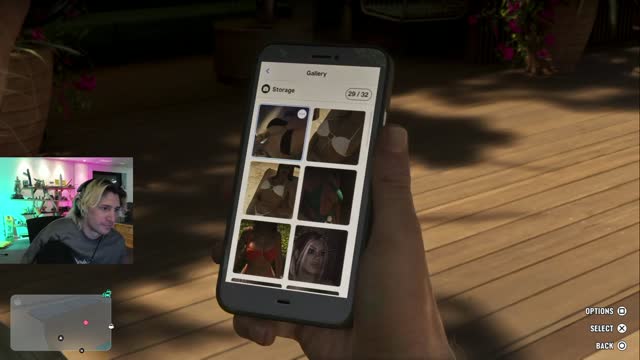 Gallery
Storage
29 / 32
OPTIONS
SELECT
BACK